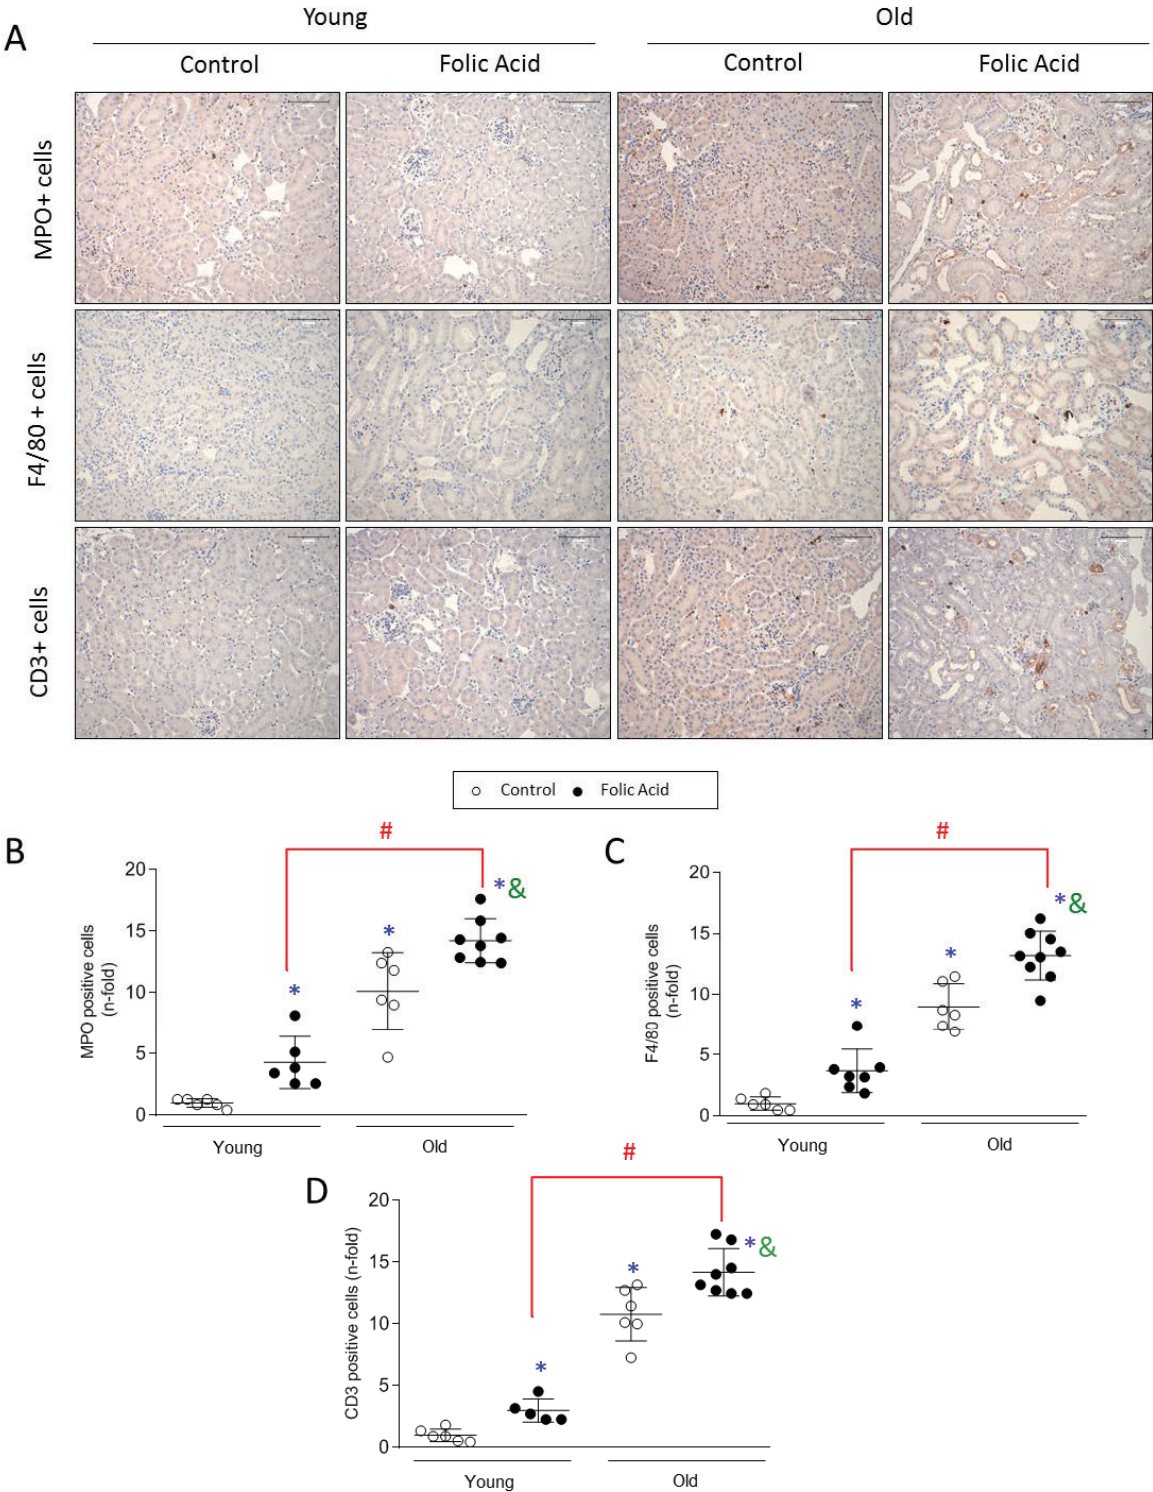 A
Young
Old
Control
Folic Acid
Control
Folic Acid
MPO+ cells
F4/80 + cells
CD3+ cells
○ Control ● Folic Acid
B
#
MPO positive cells
(n-fold)
20
15
10
5
0
*
*
*&
Young
Old
C
#
F4/80 positive cells
(n-fold)
20
15
10
5
0
*
*
*&
Young
Old
D
#
CD3 positive cells (n-fold)
20
15
10
5
0
*
*
*&
Young
Old